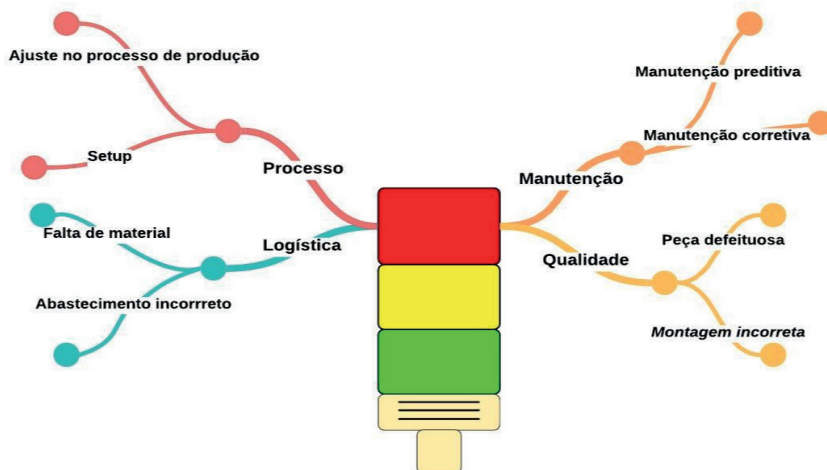 Ajuste no processo de produção
Setup
Processo
Falta de material
Logística
Abastecimento incorrreto
Manutenção preditiva
Manutenção corretiva
Manutenção
Qualidade
Peça defeituosa
Montagem incorreta